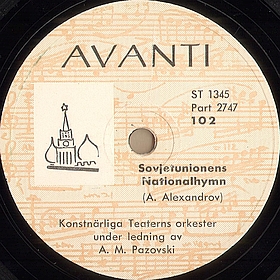 AVANTI
ST 1345
Part 2747
102
Sovjetunionens
Nationalhymn
(A. Alexandrov)
Konstnärliga Teaterns orkester
under ledning av
A. M. Pazovski